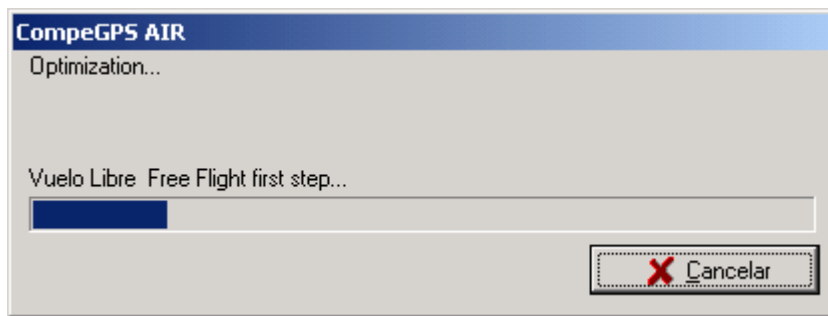 CompeGPS AIR
Optimization...
Vuelo Libre  Free Flight first step...
Cancelar